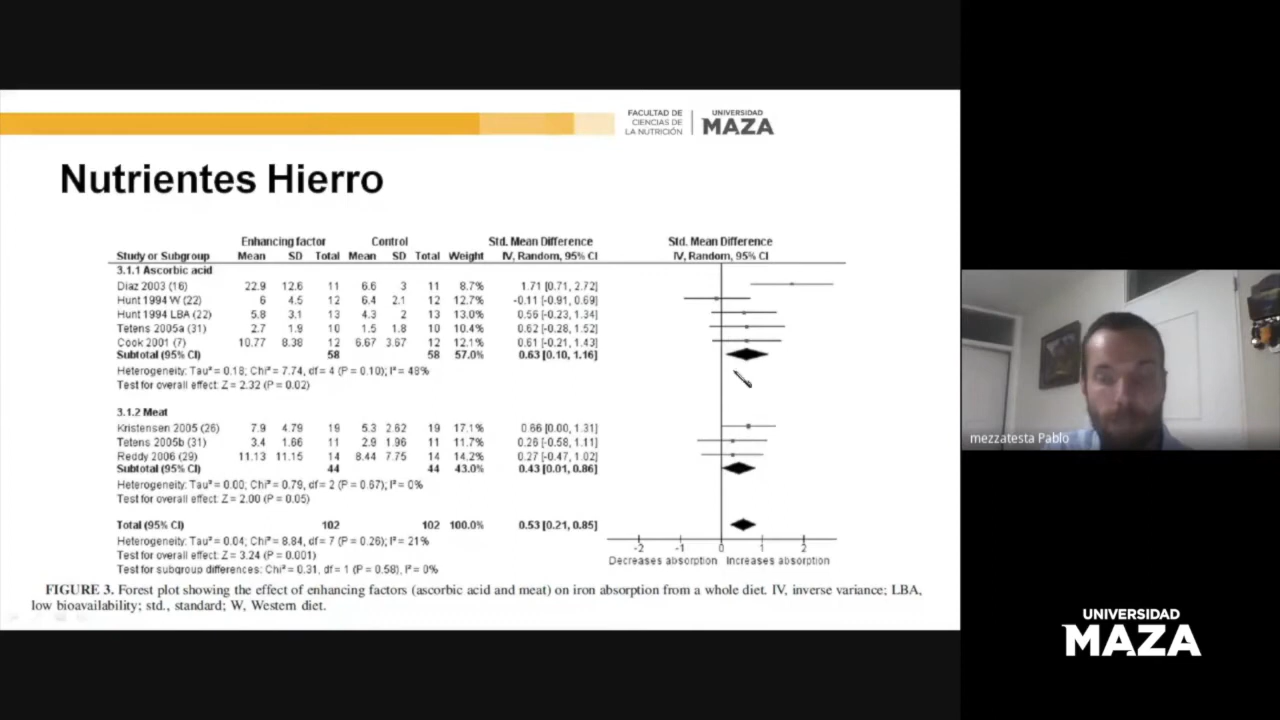 FACULTAD DE
CIENCIAS DE
LA NUTRICIÓN
UNIVERSIDAD
MAZA
Nutrientes Hierro
Enhancing factor Control Std. Mean Difference Std. Mean Difference
Study or Subgroup Mean SD Total Mean SD Total Weight IV, Random, 95% CI IV, Random, 95% CI
3.1.1 Ascorbic acid
Diaz 2003 (16) 22.9 12.6 11 6.6 3 11 8.7% 1.71 [0.71, 2.72]
Hunt 1994 W (22) 6 4.5 12 6.4 2.1 12 12.7% -0.11 [-0.91, 0.69]
Hunt 1994 LBA (22) 5.8 3.1 13 4.3 2 13 13.0% 0.56 [-0.23, 1.34]
Tetens 2005a (31) 2.7 1.9 10 1.5 1.8 10 10.4% 0.62 [-0.28, 1.52]
Cook 2001 (7) 10.77 8.38 12 6.67 3.67 12 12.1% 0.61 [-0.21, 1.43]
Subtotal (95% CI) 58 58 57.0% 0.63 [0.10, 1.16]
Heterogeneity: Tau² = 0.18; Chi² = 7.74, df = 4 (P = 0.10); I² = 48%
Test for overall effect: Z = 2.32 (P = 0.02)
3.1.2 Meat
Kristensen 2005 (26) 7.9 4.79 19 5.3 2.62 19 17.1% 0.66 [0.00, 1.31]
Tetens 2005b (31) 3.4 1.66 11 2.9 1.96 11 11.7% 0.26 [-0.58, 1.11]
Reddy 2006 (29) 11.13 11.15 14 8.44 7.75 14 14.2% 0.27 [-0.47, 1.02]
Subtotal (95% CI) 44 44 43.0% 0.43 [0.01, 0.86]
Heterogeneity: Tau² = 0.00; Chi² = 0.79, df = 2 (P = 0.67); I² = 0%
Test for overall effect: Z = 2.00 (P = 0.05)
Total (95% CI) 102 102 100.0% 0.53 [0.21, 0.85]
Heterogeneity: Tau² = 0.04; Chi² = 8.84, df = 7 (P = 0.26); I² = 21%
Test for overall effect: Z = 3.24 (P = 0.001)
Test for subgroup differences: Chi² = 0.31, df = 1 (P = 0.58), I² = 0%
-2 -1 0 1 2
Decreases absorption Increases absorption
FIGURE 3. Forest plot showing the effect of enhancing factors (ascorbic acid and meat) on iron absorption from a whole diet. IV, inverse variance; LBA,
low bioavailability; std., standard; W, Western diet.
mezzatesta Pablo
UNIVERSIDAD
MAZA